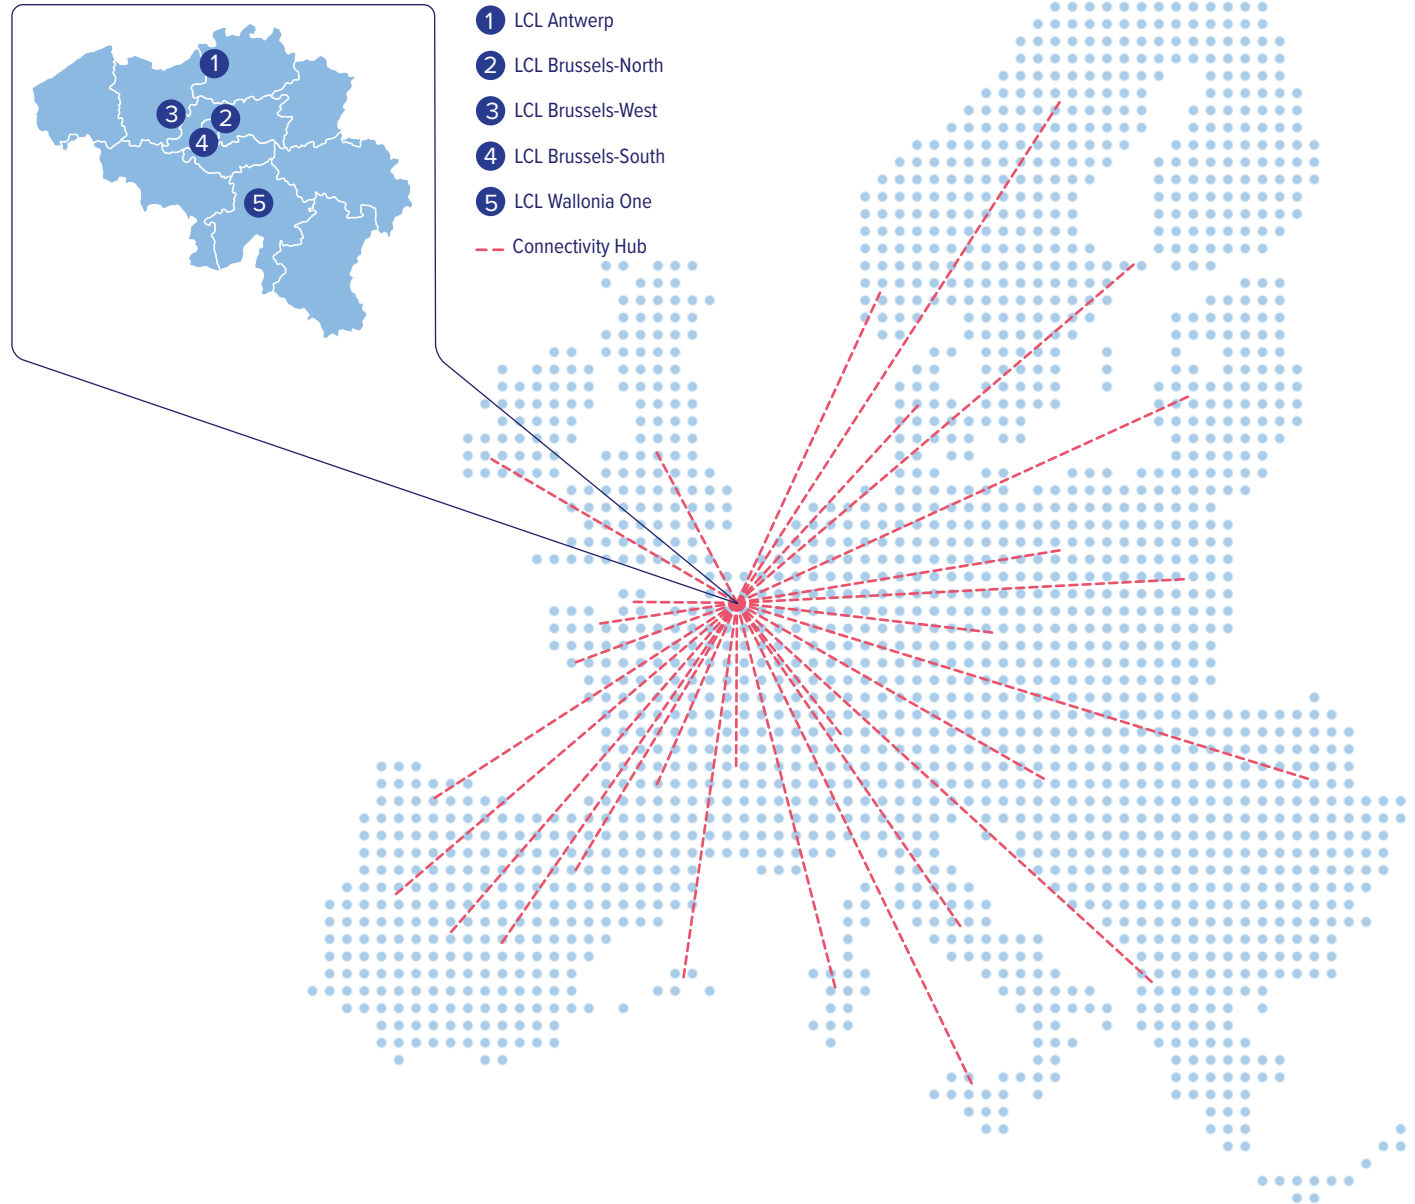 1 LCL Antwerp
2 LCL Brussels-North
3 LCL Brussels-West
4 LCL Brussels-South
5 LCL Wallonia One
Connectivity Hub
1
3
2
4
5